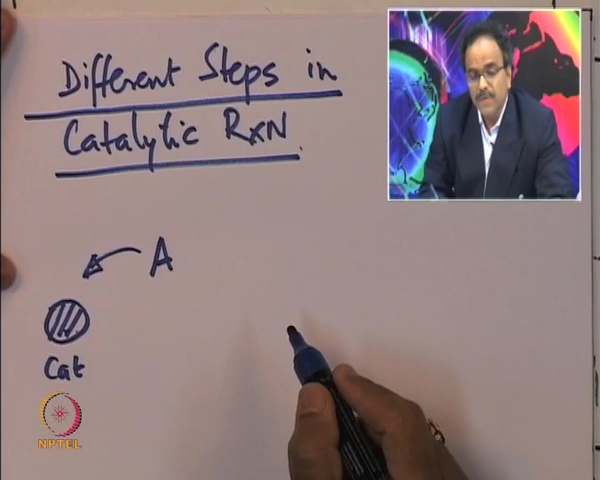 Different Steps in
Catalytic RXN.
A
Cat
NPTEL